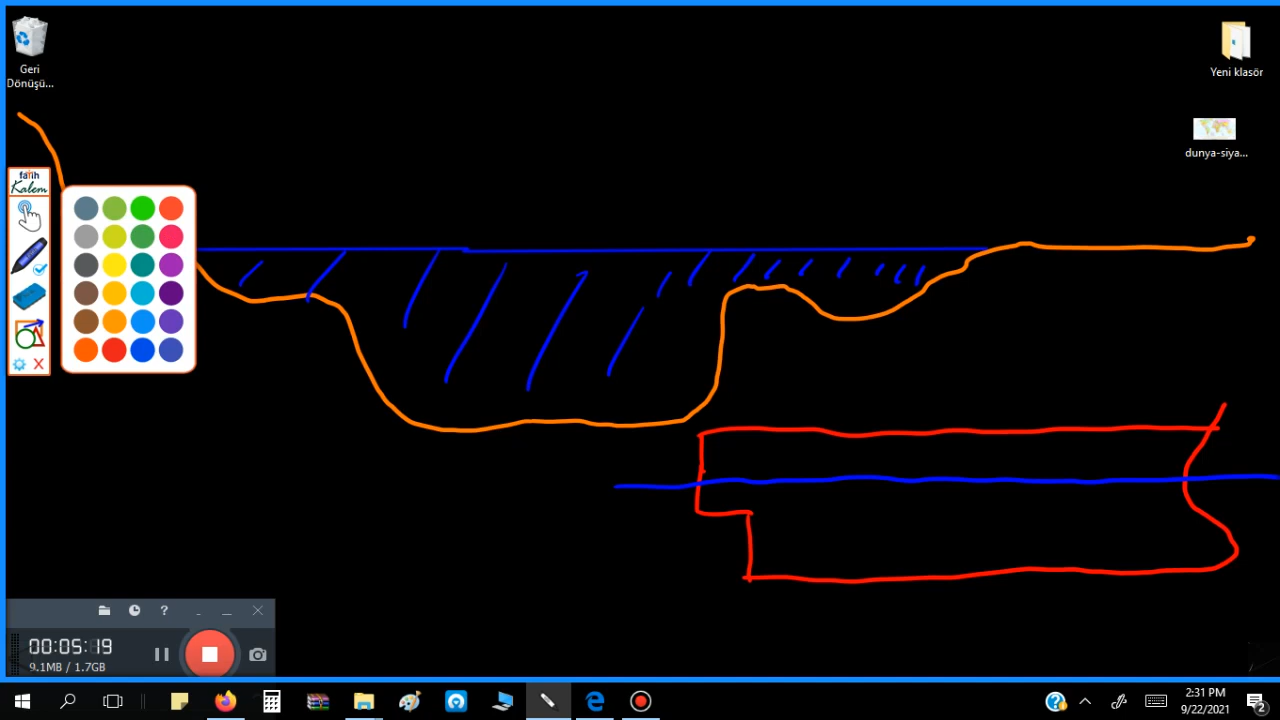 Geri
Dönüşü...
Yeni klasör
dunya-siya...
fatih
Kalem
?
00:05:19
9.1MB / 1.7GB
2:31 PM
9/22/2021
2